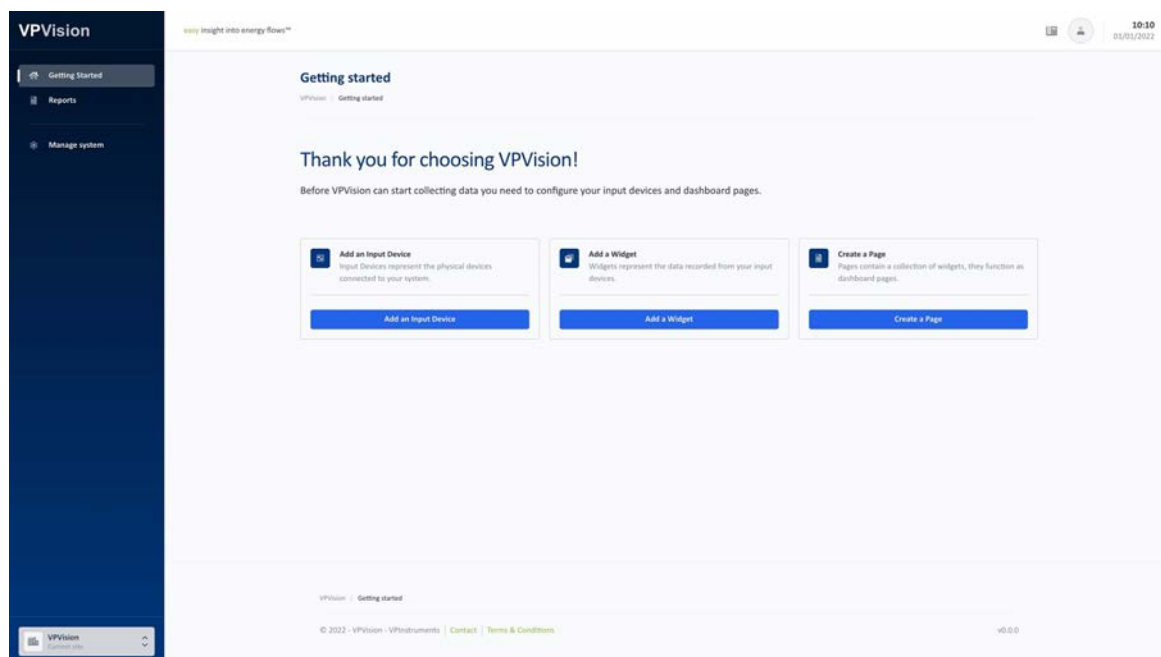 VPVision
easy insight into energy flows™
10:10
01/01/2022
Getting Started
Reports
Manage system
Getting started
VPVision / Getting started
Thank you for choosing VPVision!
Before VPVision can start collecting data you need to configure your input devices and dashboard pages.
Add an Input Device
Input Devices represent the physical devices
connected to your system.
Add an Input Device
Add a Widget
Widgets represent the data recorded from your input
devices.
Add a Widget
Create a Page
Pages contain a collection of widgets, they function as
dashboard pages.
Create a Page
VPVision / Getting started
© 2022 - VPVision - VPInstruments | Contact | Terms & Conditions
v0.0.0
VPVision
Current site